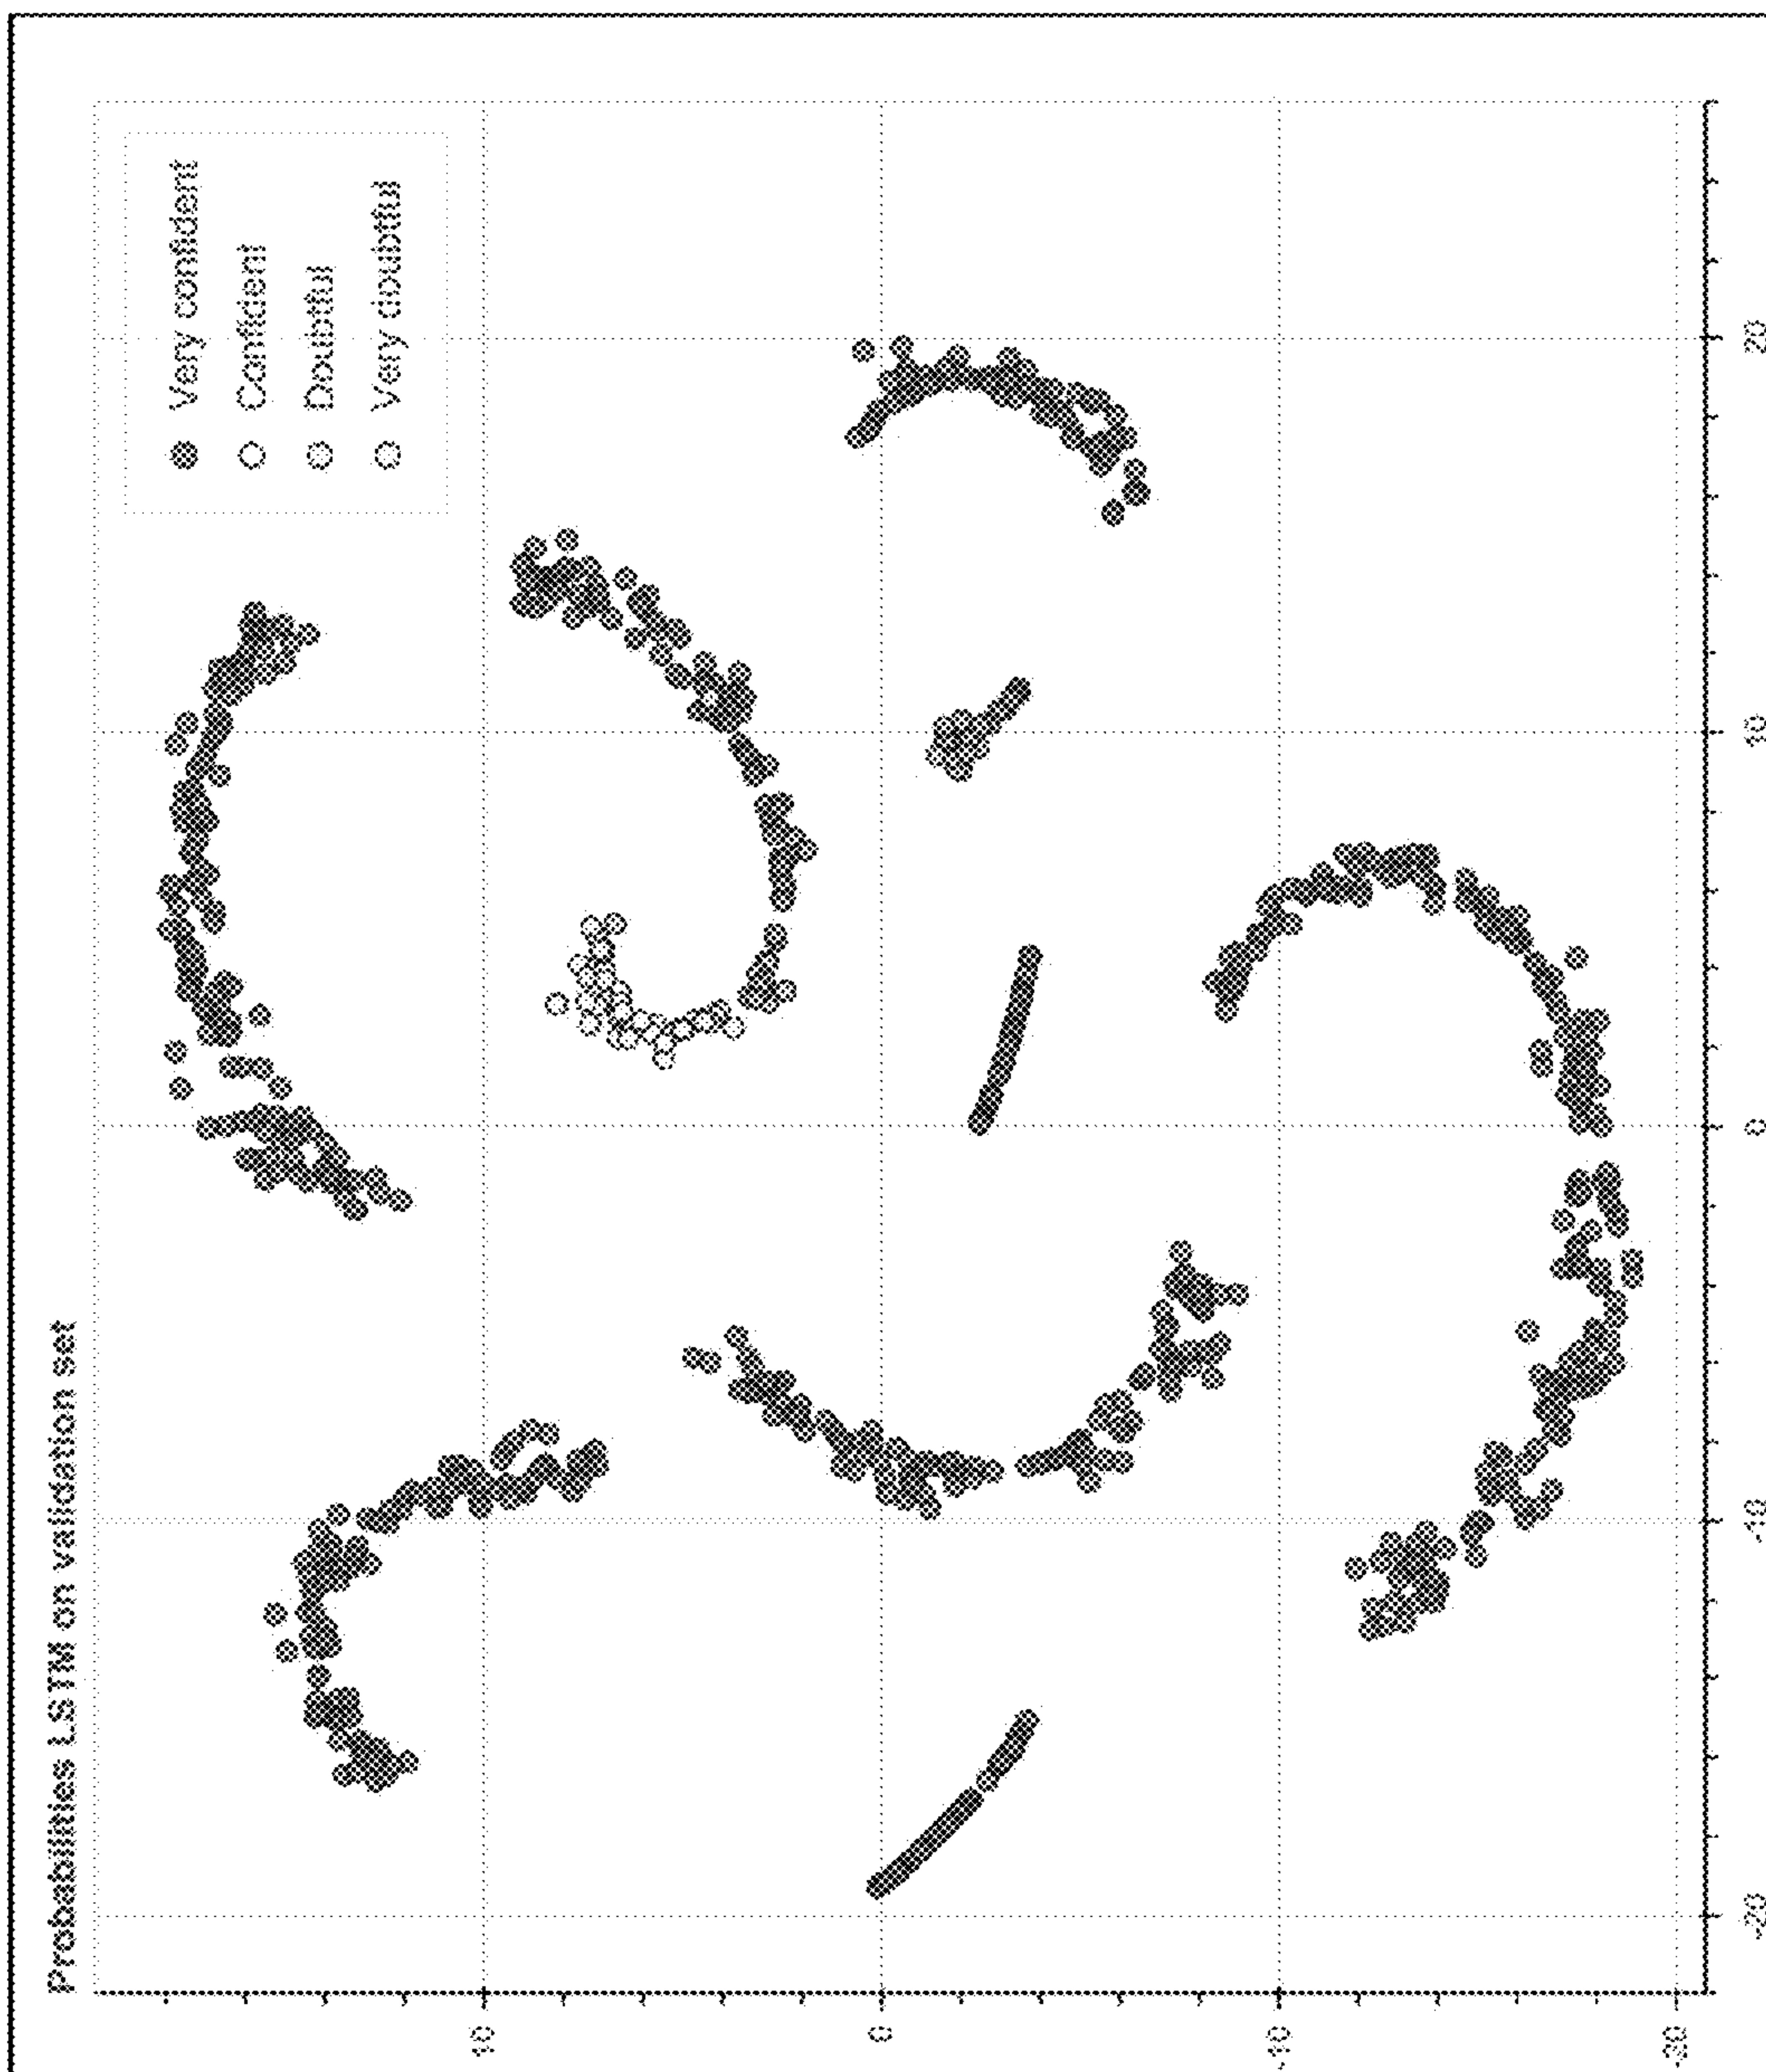 Probabilities LSTM on validation set
Very confident
Confident
Doubtful
Very doubtful
10
0
-10
-20
-20
-10
0
10
20